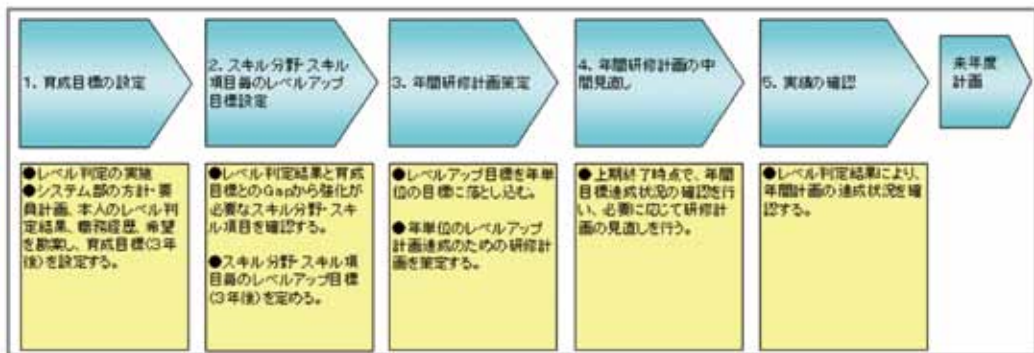 1、育成目標の設定
2、スキル分野・スキル
項目毎のレベルアップ
目標設定
3、年間研修計画策定
4、年間研修計画の中
間見直し
5、実績の確認
来年度
計画
●レベル判定の実施
●システム部の方針・要
員計画、本人のレベル判
定結果、職務経歴、希望
を勘案し、育成目標(3年
後)を設定する。
●レベル判定結果と育成
目標とのGapから強化が
必要なスキル分野・スキ
ル項目を確認する。
●スキル分野・スキル項
目毎のレベルアップ目標
(3年後)を定める。
●レベルアップ目標を年単
位の目標に落とし込む。
●年単位のレベルアップ
計画達成のための研修計
画を策定する。
●上期終了時点で、年間
目標達成状況の確認を行
い、必要に応じて研修計
画の見直しを行う。
●レベル判定結果により、
年間計画の達成状況を確
認する。